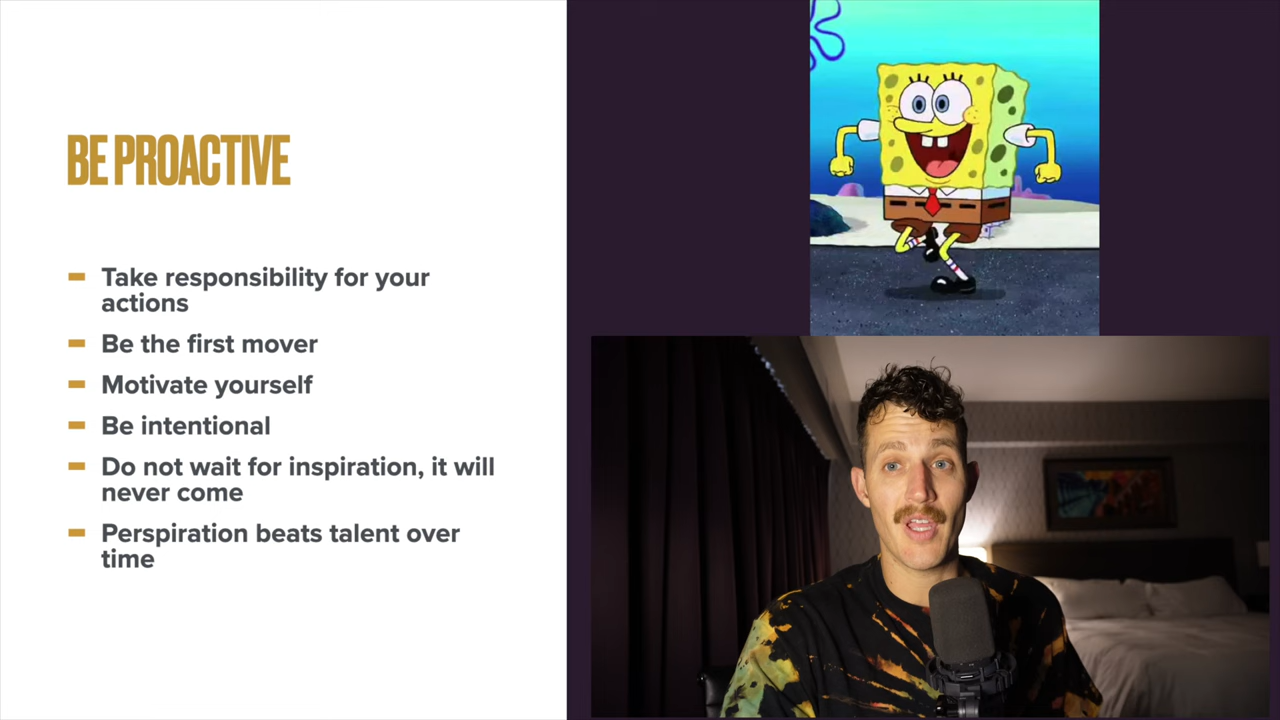 BE PROACTIVE
Take responsibility for your
actions
Be the first mover
Motivate yourself
Be intentional
Do not wait for inspiration, it will
never come
Perspiration beats talent over
time